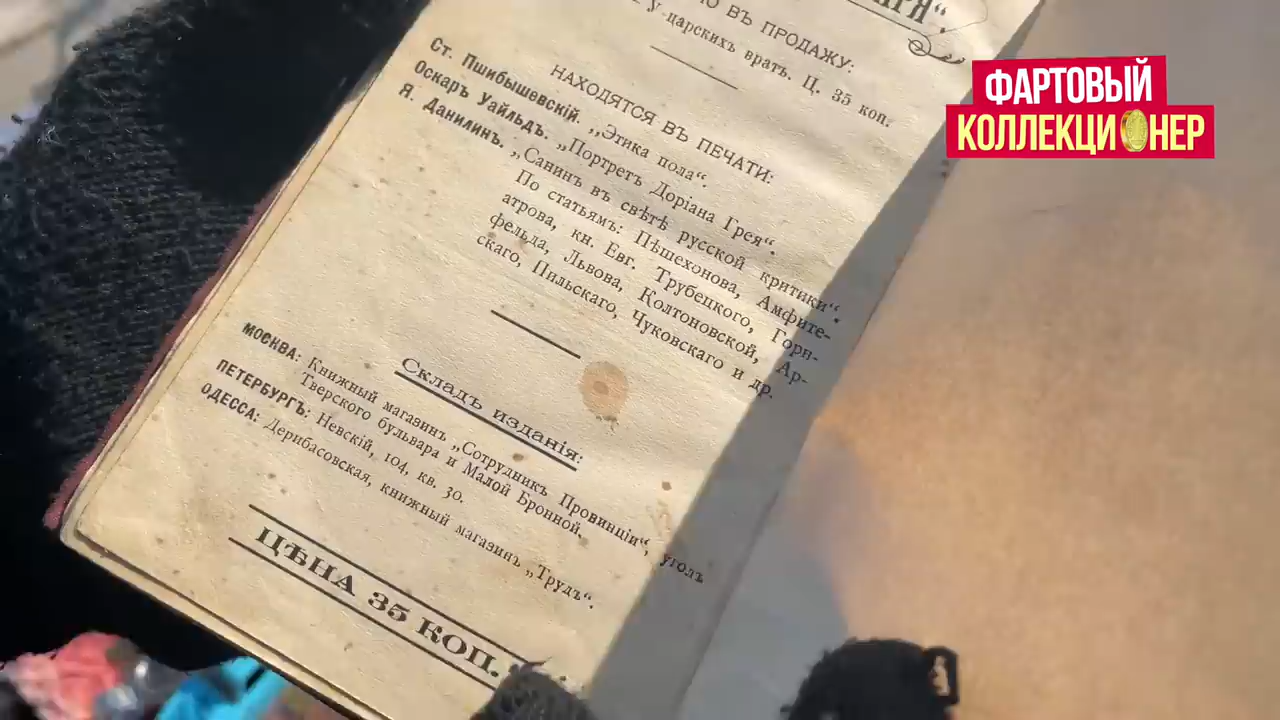 ФАРТОВЫЙ
КОЛЛЕКЦИОНЕР
ВЪ ПРОДАЖУ:
У царскихъ вратъ. Ц. 35 коп.
НАХОДЯТСЯ ВЪ ПЕЧАТИ:
Ст. Пшибышевскій. „Этика пола“.
Оскаръ Уайльдъ. „Портретъ Доріана Грея“.
Я. Данилинъ. „Санинъ въ свѣтѣ русской критики“.
По статьямъ: Пѣшехонова, Амфите-
атрова, кн. Евг. Трубецкого, Горн-
фельда, Львова, Колтоновской, Ар-
скаго, Пильскаго, Чуковскаго и др.
Складъ изданія:
МОСКВА: Книжный магазинъ „Сотрудникъ Провинціи“, уголъ
Тверского бульвара и Малой Бронной.
ПЕТЕРБУРГЪ: Невскій, 104, кв. 30.
ОДЕССА: Дерибасовская, книжный магазинъ „Трудъ“.
ЦѢНА 35 КОП.